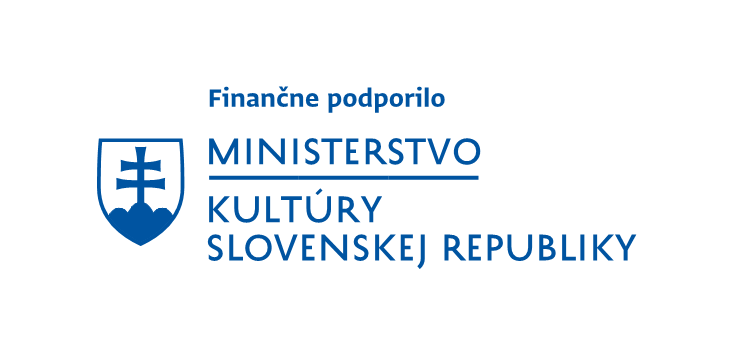 Finančne podporilo
MINISTERSTVO
KULTÚRY
SLOVENSKEJ REPUBLIKY